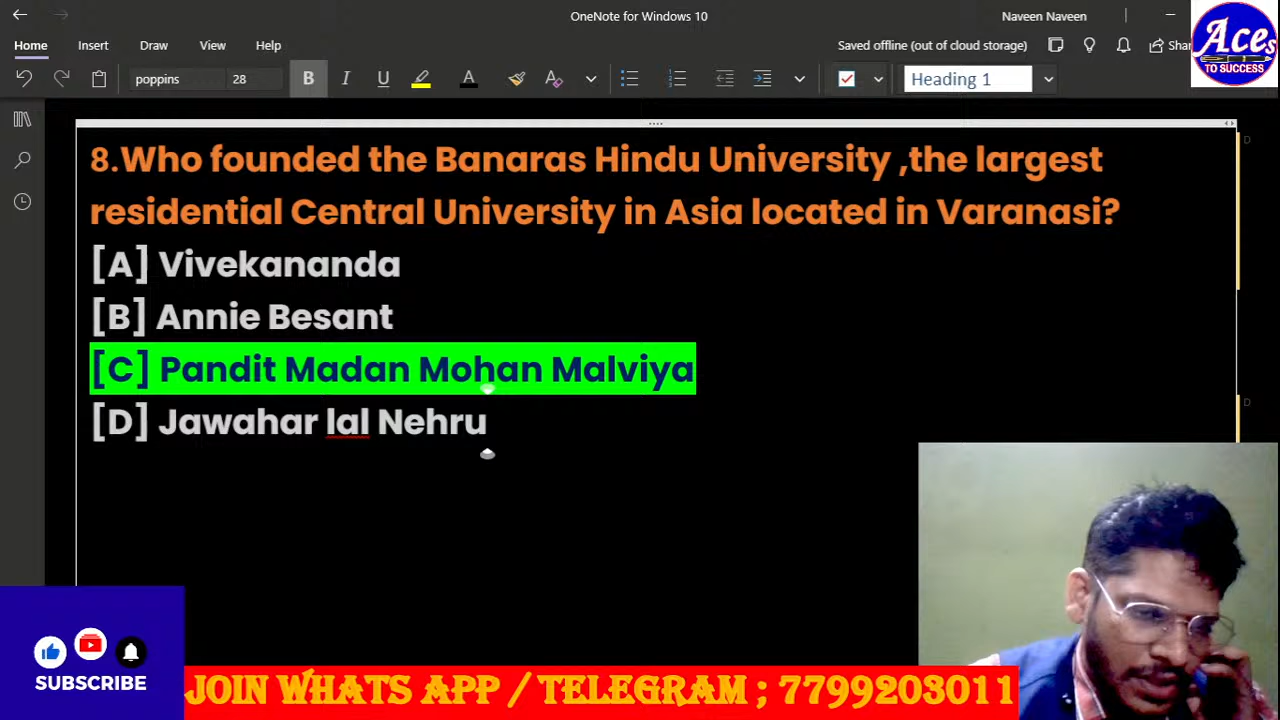 OneNote for Windows 10
Naveen Naveen
Home Insert Draw View Help
Saved offline (out of cloud storage)
Shar
poppins 28 B I U A A Heading 1
Aces
TO SUCCESS
8.Who founded the Banaras Hindu University ,the largest
residential Central University in Asia located in Varanasi?
[A] Vivekananda
[B] Annie Besant
[C] Pandit Madan Mohan Malviya
[D] Jawahar lal Nehru
D
D
SUBSCRIBE
JOIN WHATS APP / TELEGRAM ; 7799203011